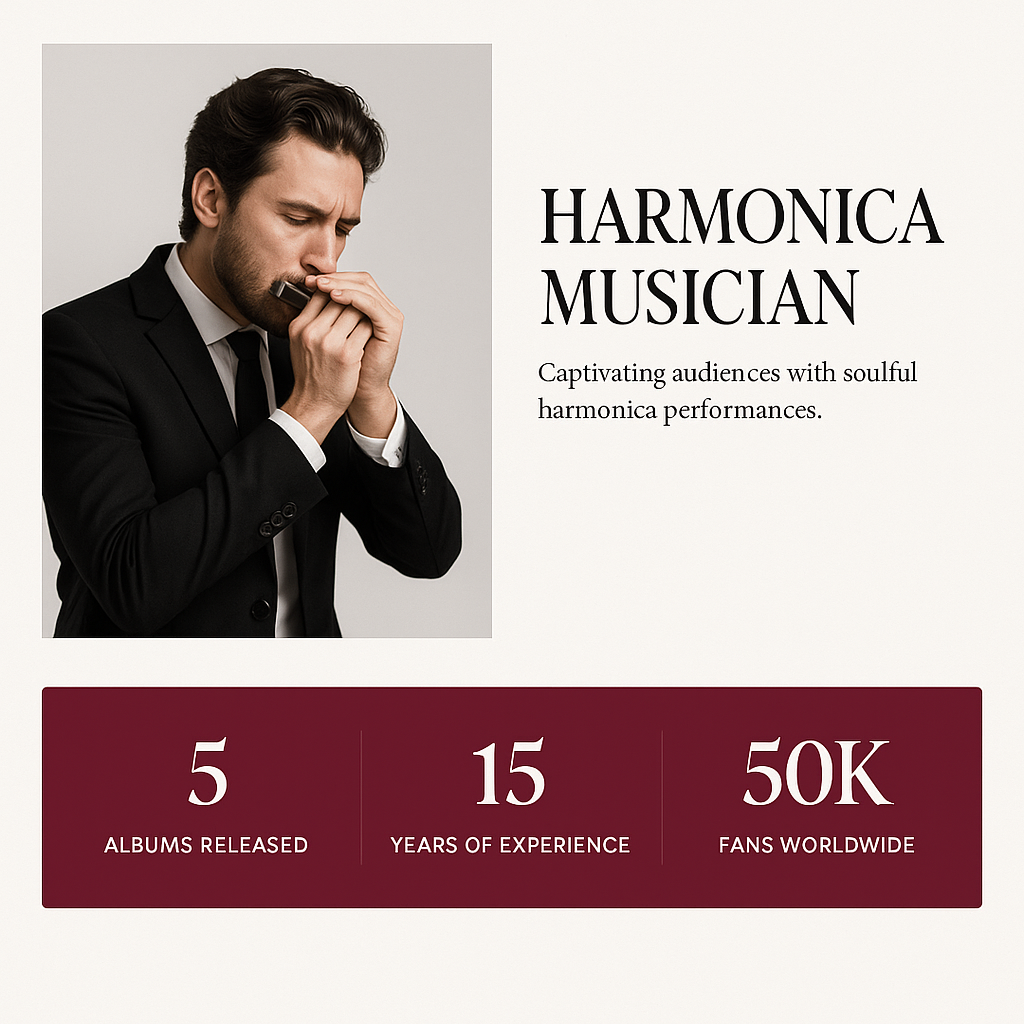 HARMONICA
MUSICIAN
Captivating audiences with soulful
harmonica performances.
5
ALBUMS RELEASED
15
YEARS OF EXPERIENCE
50K
FANS WORLDWIDE